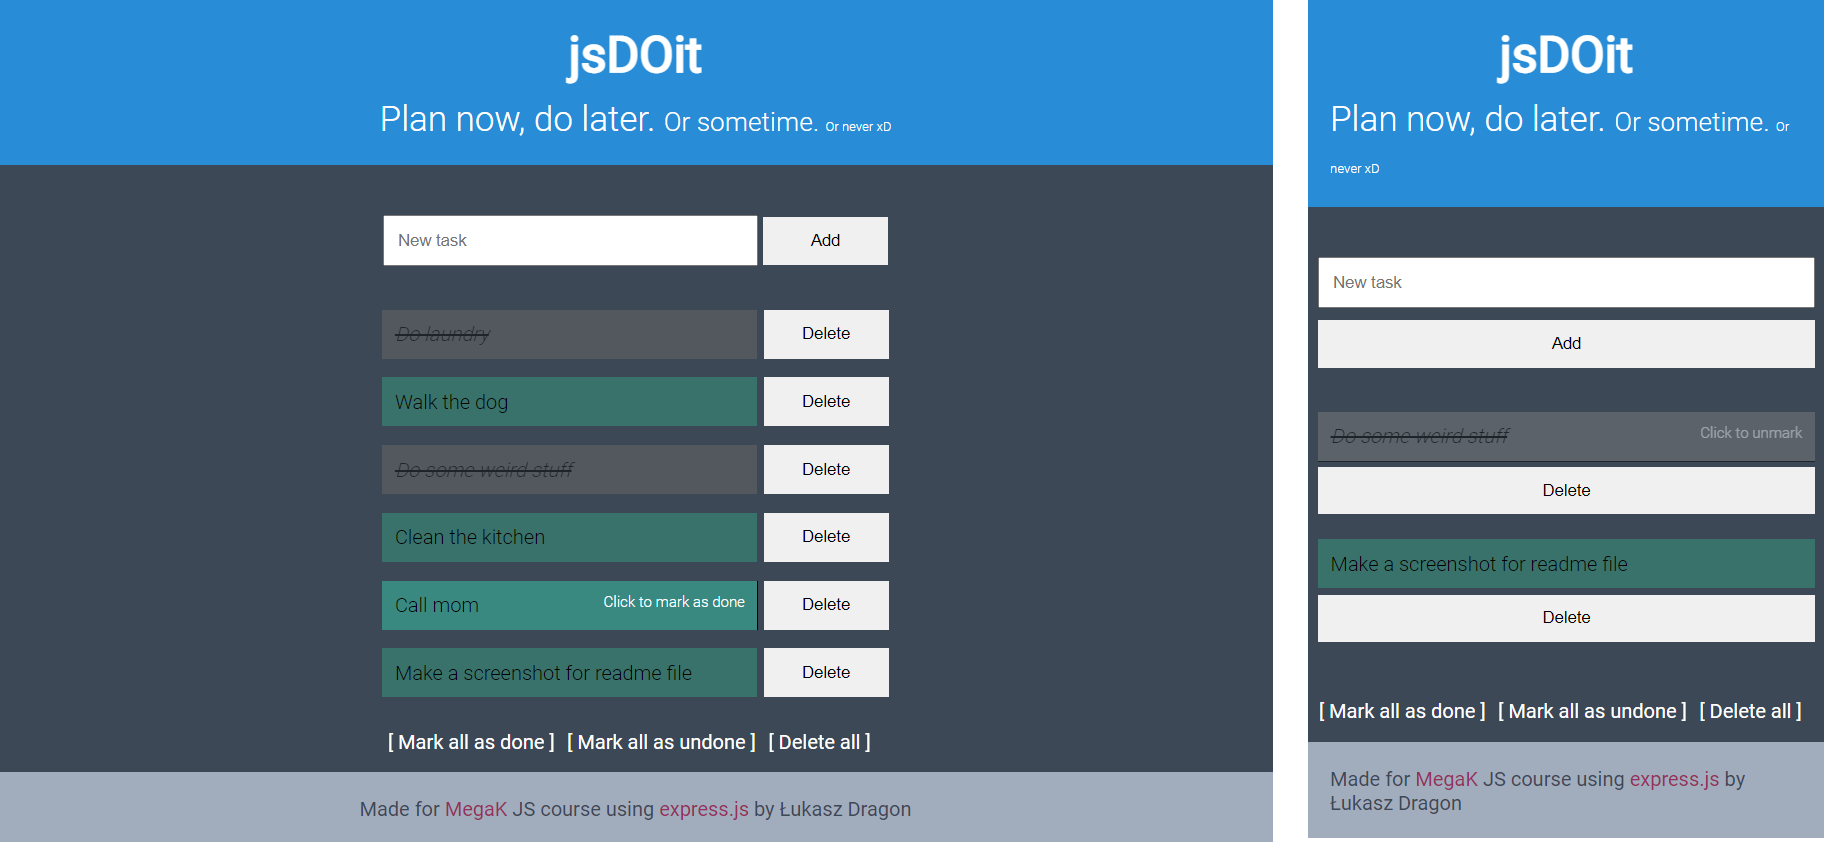 jsDOit
Plan now, do later. Or sometime. Or never xD
New task
Add
Do laundry
Delete
Walk the dog
Delete
Do some weird stuff
Delete
Clean the kitchen
Delete
Call mom
Click to mark as done
Delete
Make a screenshot for readme file
Delete
[ Mark all as done ] [ Mark all as undone ] [ Delete all ]
Made for MegaK JS course using express.js by Łukasz Dragon
jsDOit
Plan now, do later. Or sometime. Or
never xD
New task
Add
Do some weird stuff
Click to unmark
Delete
Make a screenshot for readme file
Delete
[ Mark all as done ] [ Mark all as undone ] [ Delete all ]
Made for MegaK JS course using express.js by
Łukasz Dragon